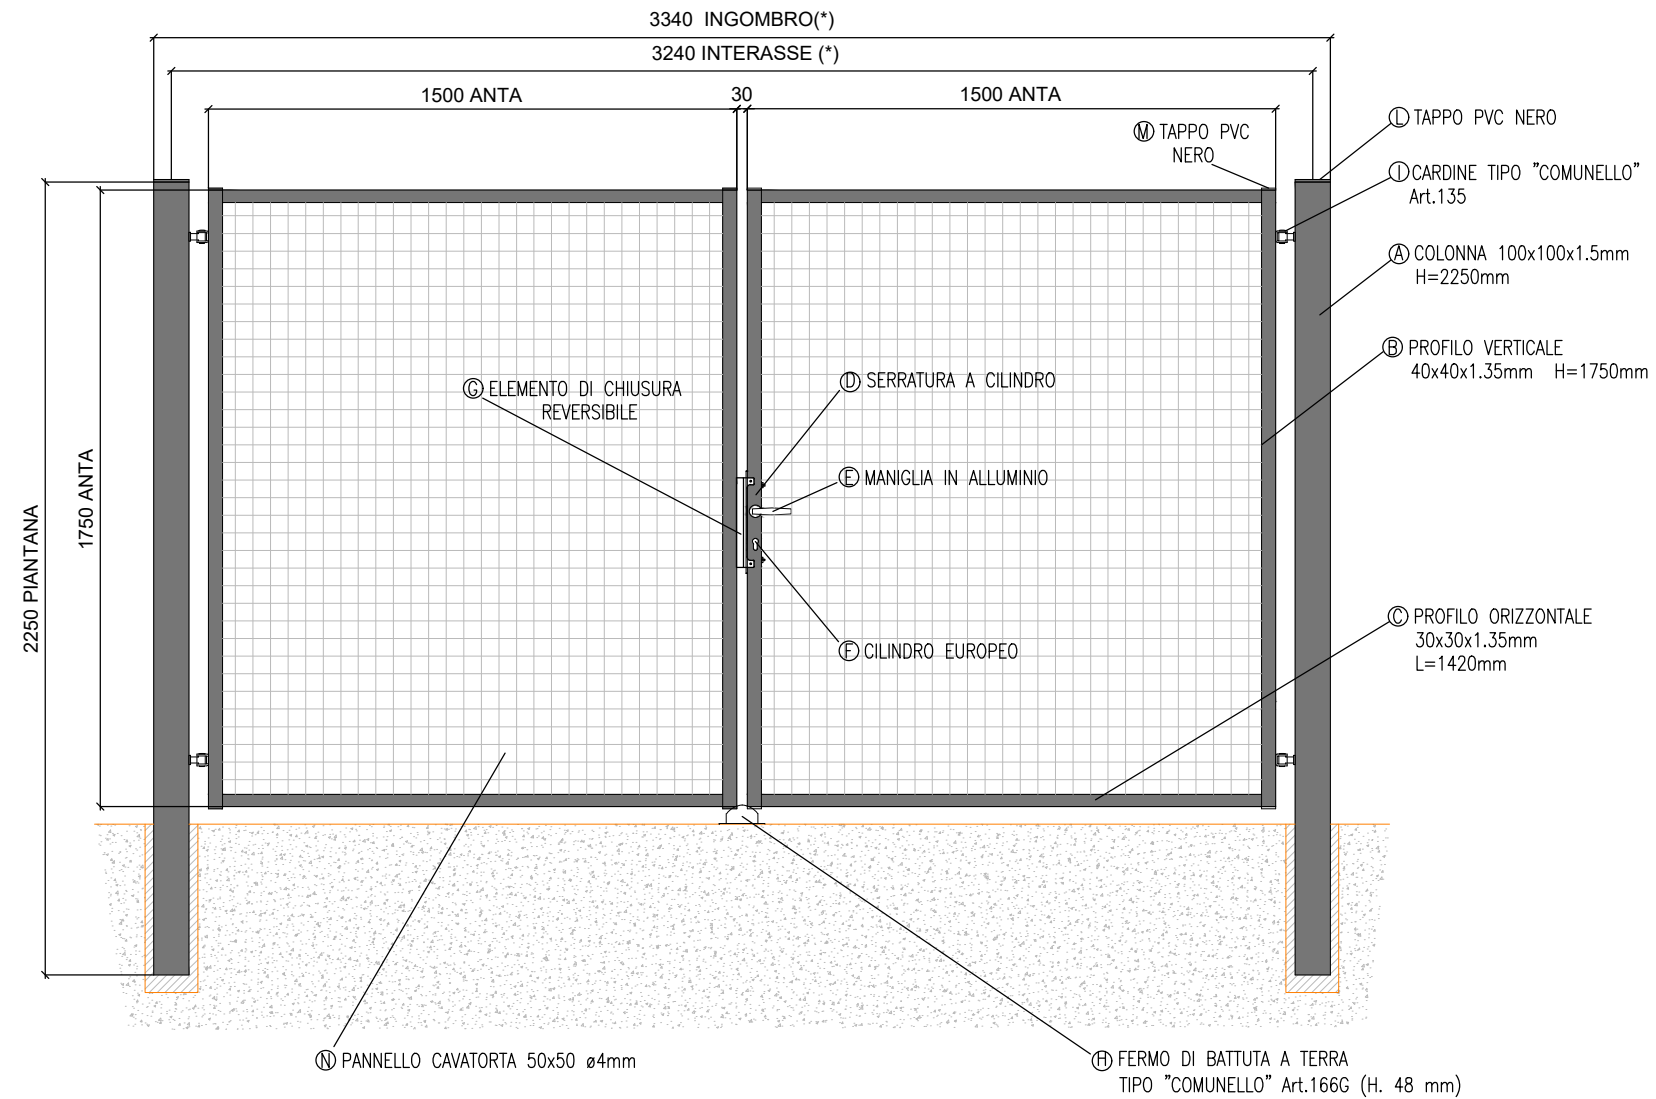 3340 INGOMBRO(*)
3240 INTERASSE (*)
1500 ANTA
30
1500 ANTA
Ⓜ TAPPO PVC
NERO
Ⓛ TAPPO PVC NERO
Ⓘ CARDINE TIPO "COMUNELLO"
Art.135
Ⓐ COLONNA 100x100x1.5mm
H=2250mm
Ⓑ PROFILO VERTICALE
40x40x1.35mm H=1750mm
Ⓖ ELEMENTO DI CHIUSURA
REVERSIBILE
Ⓓ SERRATURA A CILINDRO
Ⓔ MANIGLIA IN ALLUMINIO
1750 ANTA
2250 PIANTANA
Ⓕ CILINDRO EUROPEO
Ⓒ PROFILO ORIZZONTALE
30x30x1.35mm
L=1420mm
Ⓝ PANNELLO CAVATORTA 50x50 ø4mm
Ⓗ FERMO DI BATTUTA A TERRA
TIPO "COMUNELLO" Art.166G (H. 48 mm)